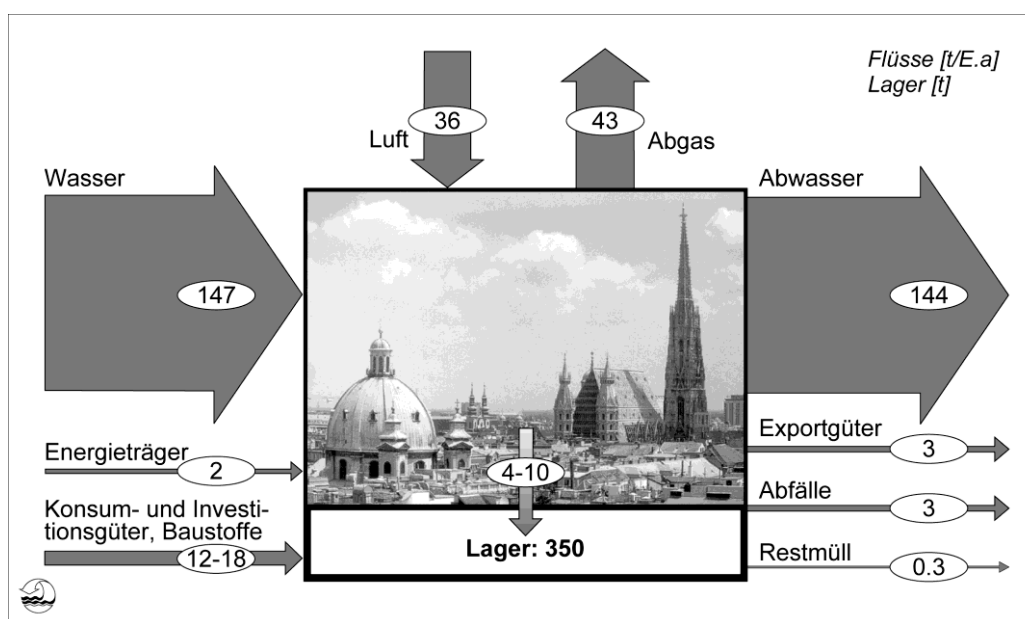 Flüsse [t/E.a]
Lager [t]
36
43
Luft
Abgas
Wasser
Abwasser
147
144
Energieträger
2
4-10
Exportgüter
3
Konsum- und Investi-
tionsgüter, Baustoffe
12-18
Lager: 350
Abfälle
3
Restmüll
0.3